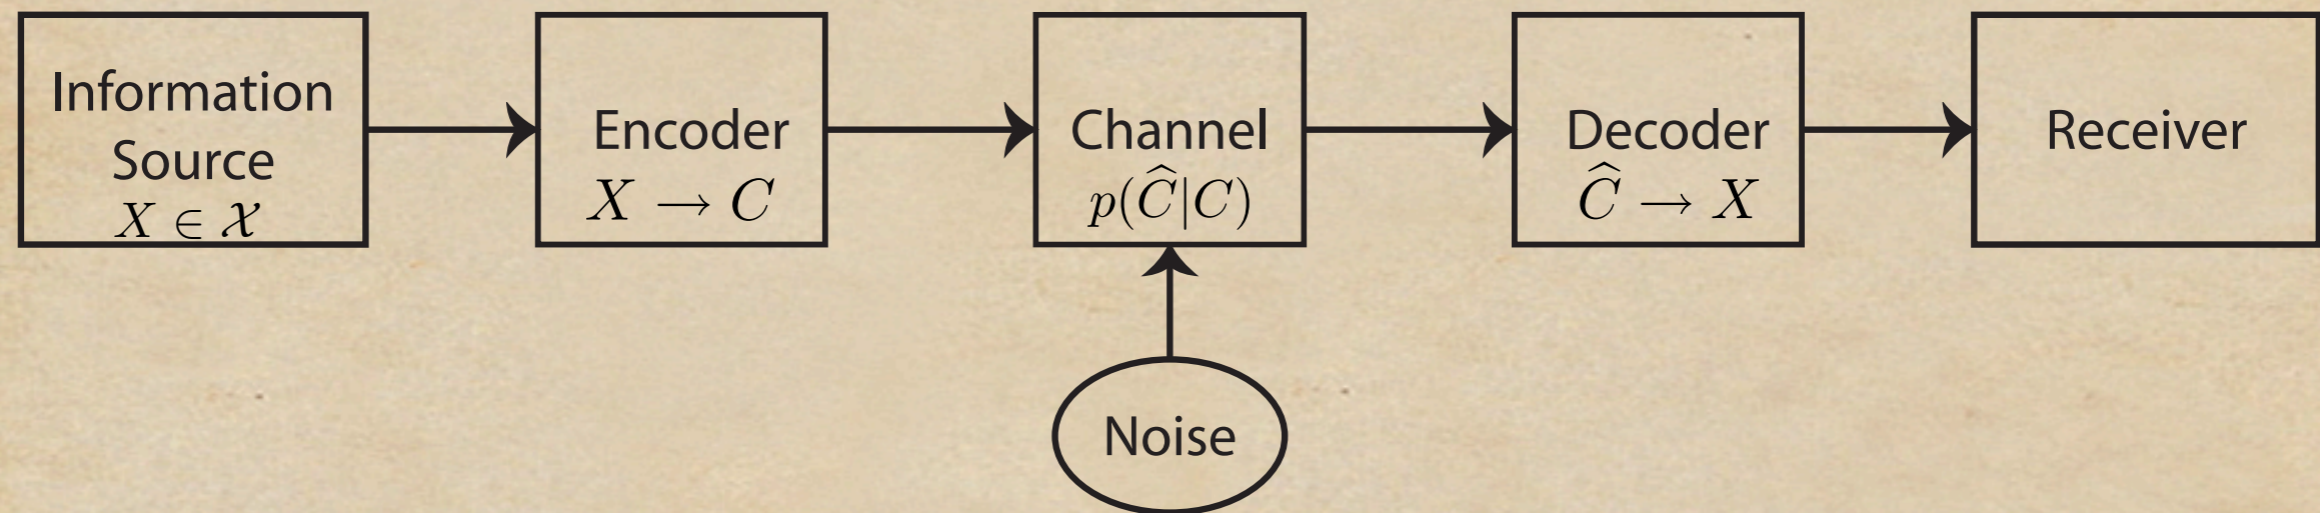 Information
Source
X ∈ 𝒳
Encoder
X → C
Channel
p(Ĉ|C)
Decoder
Ĉ → X
Receiver
Noise